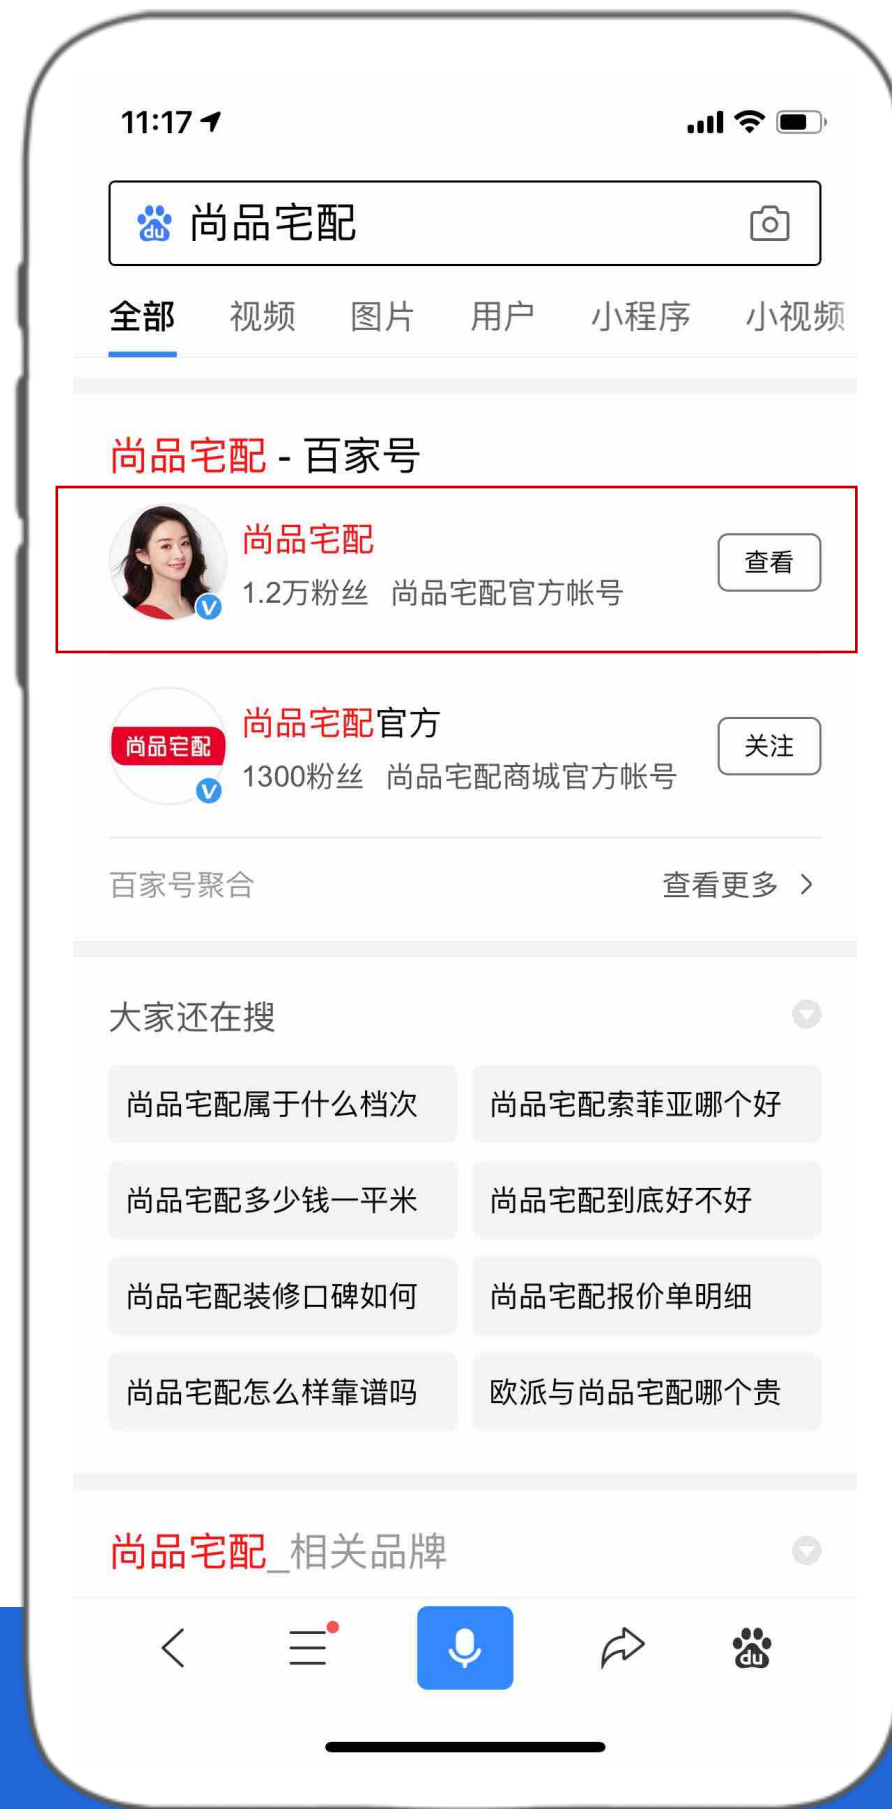 11:17
du 尚品宅配
全部 视频 图片 用户 小程序 小视频
尚品宅配 - 百家号
尚品宅配
1.2万粉丝 尚品宅配官方帐号
查看
尚品宅配
尚品宅配官方
1300粉丝 尚品宅配商城官方帐号
关注
百家号聚合 查看更多
大家还在搜
尚品宅配属于什么档次 尚品宅配索菲亚哪个好
尚品宅配多少钱一平米 尚品宅配到底好不好
尚品宅配装修口碑如何 尚品宅配报价单明细
尚品宅配怎么样靠谱吗 欧派与尚品宅配哪个贵
尚品宅配_相关品牌
du